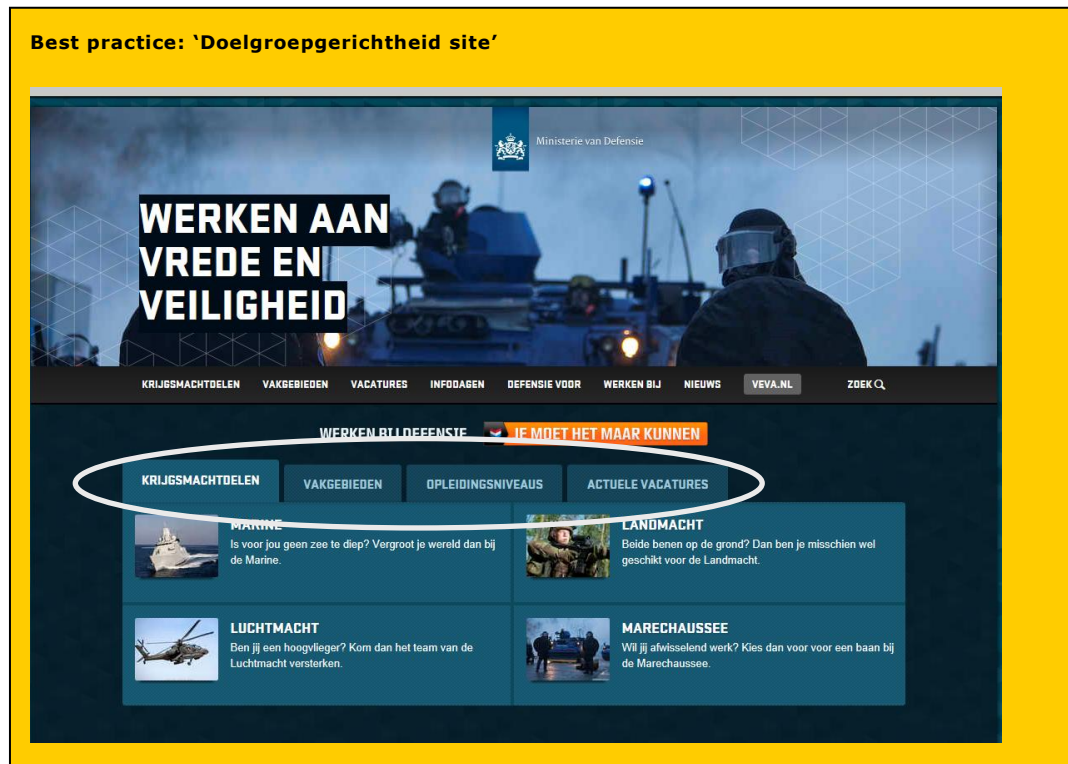 Best practice: ‘Doelgroepgerichtheid site’
Ministerie van Defensie
WERKEN AAN
VREDE EN
VEILIGHEID
KRIJGSMACHTDELEN VAKGEBIEDEN VACATURES INFODAGEN DEFENSIE VOOR WERKEN BIJ NIEUWS VEVA.NL ZOEK
WERKEN BIJ DEFENSIE JE MOET HET MAAR KUNNEN
KRIJGSMACHTDELEN VAKGEBIEDEN OPLEIDINGSNIVEAUS ACTUELE VACATURES
MARINE
Is voor jou geen zee te diep? Vergroot je wereld dan bij
de Marine.
LANDMACHT
Beide benen op de grond? Dan ben je misschien wel
geschikt voor de Landmacht.
LUCHTMACHT
Ben jij een hoogvlieger? Kom dan het team van de
Luchtmacht versterken.
MARECHAUSSEE
Wil jij afwisselend werk? Kies dan voor voor een baan bij
de Marechaussee.